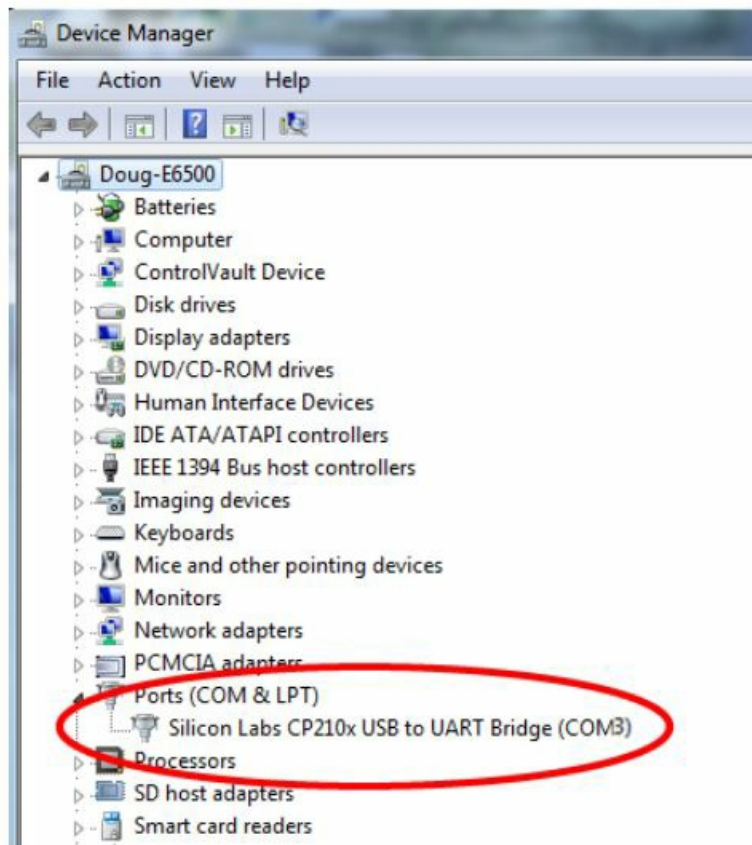 Device Manager
File Action View Help
Doug-E6500
Batteries
Computer
ControlVault Device
Disk drives
Display adapters
DVD/CD-ROM drives
Human Interface Devices
IDE ATA/ATAPI controllers
IEEE 1394 Bus host controllers
Imaging devices
Keyboards
Mice and other pointing devices
Monitors
Network adapters
PCMCIA adapters
Ports (COM & LPT)
Silicon Labs CP210x USB to UART Bridge (COM3)
Processors
SD host adapters
Smart card readers